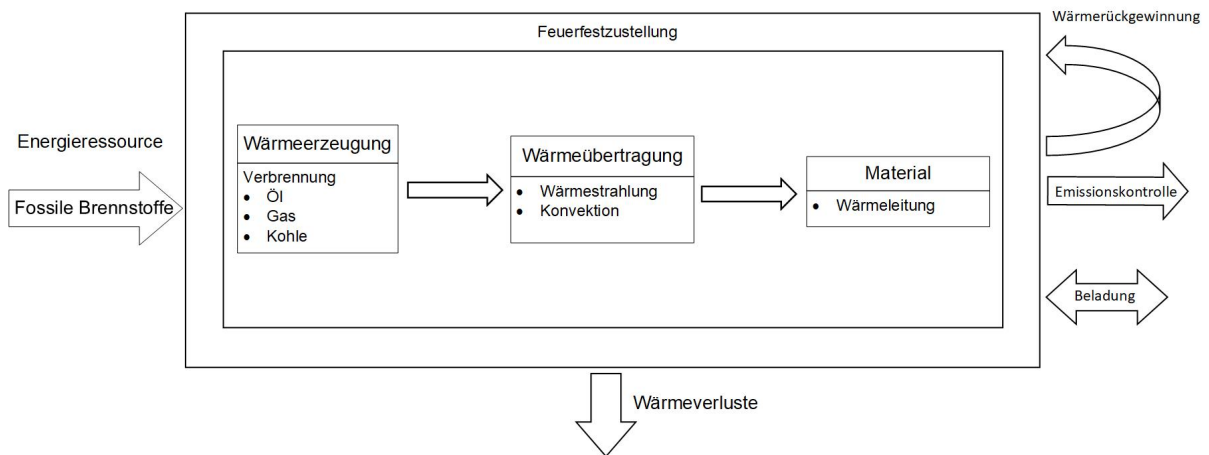 Wärmerückgewinnung
Feuerfestzustellung
Energieressource
Fossile Brennstoffe
Wärmeerzeugung
Verbrennung
• Öl
• Gas
• Kohle
Wärmeübertragung
• Wärmestrahlung
• Konvektion
Material
• Wärmeleitung
Emissionskontrolle
Beladung
Wärmeverluste